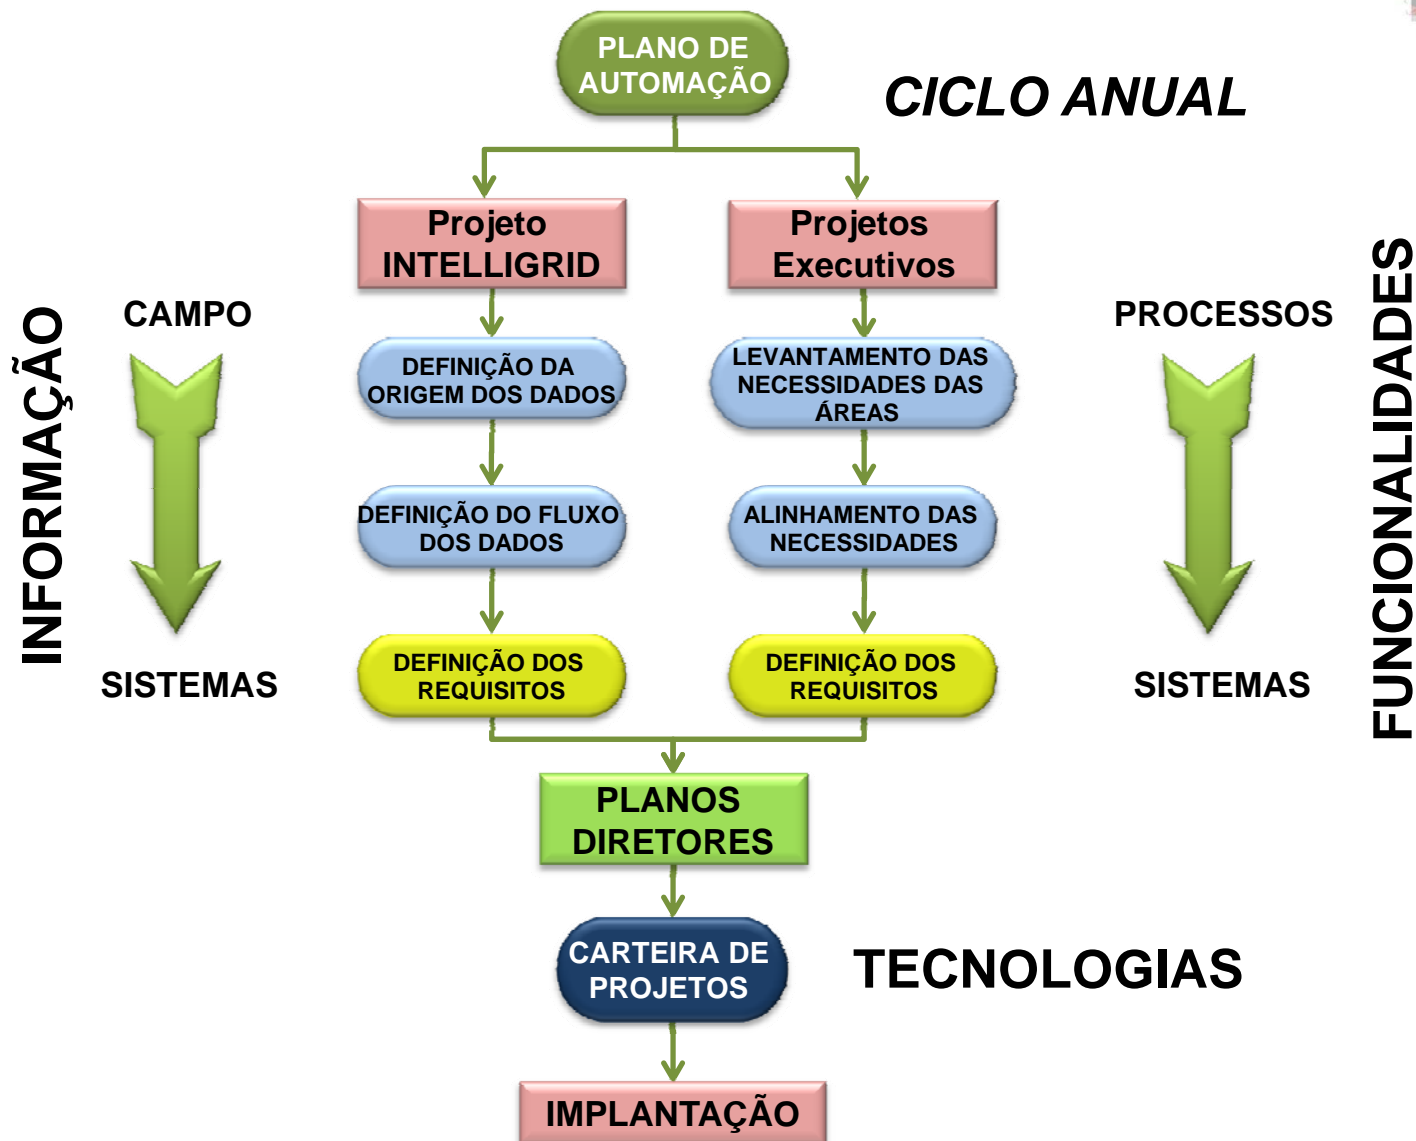 PLANO DE
AUTOMAÇÃO
CICLO ANUAL
Projeto
INTELLIGRID
Projetos
Executivos
INFORMAÇÃO
CAMPO
SISTEMAS
DEFINIÇÃO DA
ORIGEM DOS DADOS
LEVANTAMENTO DAS
NECESSIDADES DAS
ÁREAS
DEFINIÇÃO DO FLUXO
DOS DADOS
ALINHAMENTO DAS
NECESSIDADES
DEFINIÇÃO DOS
REQUISITOS
DEFINIÇÃO DOS
REQUISITOS
PROCESSOS
SISTEMAS
FUNCIONALIDADES
PLANOS
DIRETORES
CARTEIRA DE
PROJETOS
TECNOLOGIAS
IMPLANTAÇÃO